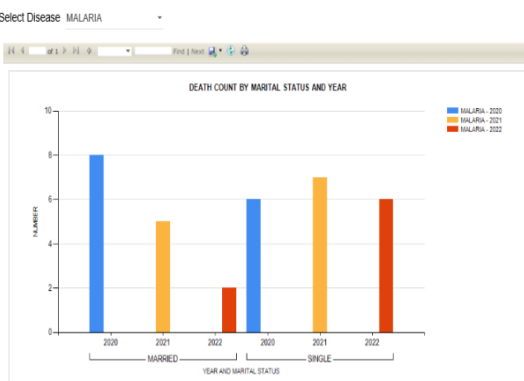 Select Disease MALARIA
of 1 Find | Next
DEATH COUNT BY MARITAL STATUS AND YEAR
MALARIA - 2020
MALARIA - 2021
MALARIA - 2022
10
8
6
4
2
0
NUMBER
2020 2021 2022 2020 2021 2022
MARRIED SINGLE
YEAR AND MARITAL STATUS